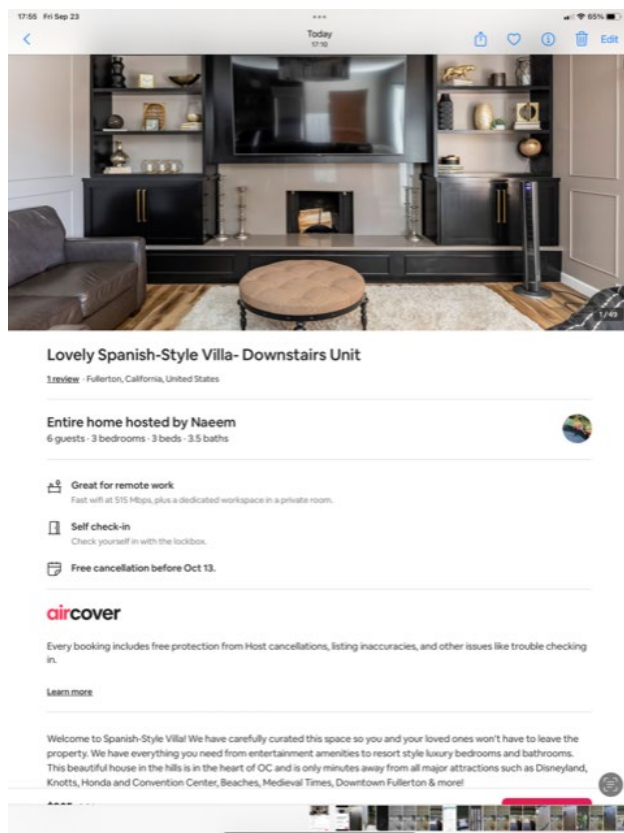 17:55 Fri Sep 23
65%
Today
17:10
Edit
1/49
Lovely Spanish-Style Villa- Downstairs Unit
1 review · Fullerton, California, United States
Entire home hosted by Naeem
6 guests · 3 bedrooms · 3 beds · 3.5 baths
Great for remote work
Fast wifi at 515 Mbps, plus a dedicated workspace in a private room.
Self check-in
Check yourself in with the lockbox.
Free cancellation before Oct 13.
aircover
Every booking includes free protection from Host cancellations, listing inaccuracies, and other issues like trouble checking
in.
Learn more
Welcome to Spanish-Style Villa! We have carefully curated this space so you and your loved ones won't have to leave the
property. We have everything you need from entertainment amenities to resort style luxury bedrooms and bathrooms.
This beautiful house in the hills is in the heart of OC and is only minutes away from all major attractions such as Disneyland,
Knotts, Honda and Convention Center, Beaches, Medieval Times, Downtown Fullerton & more!